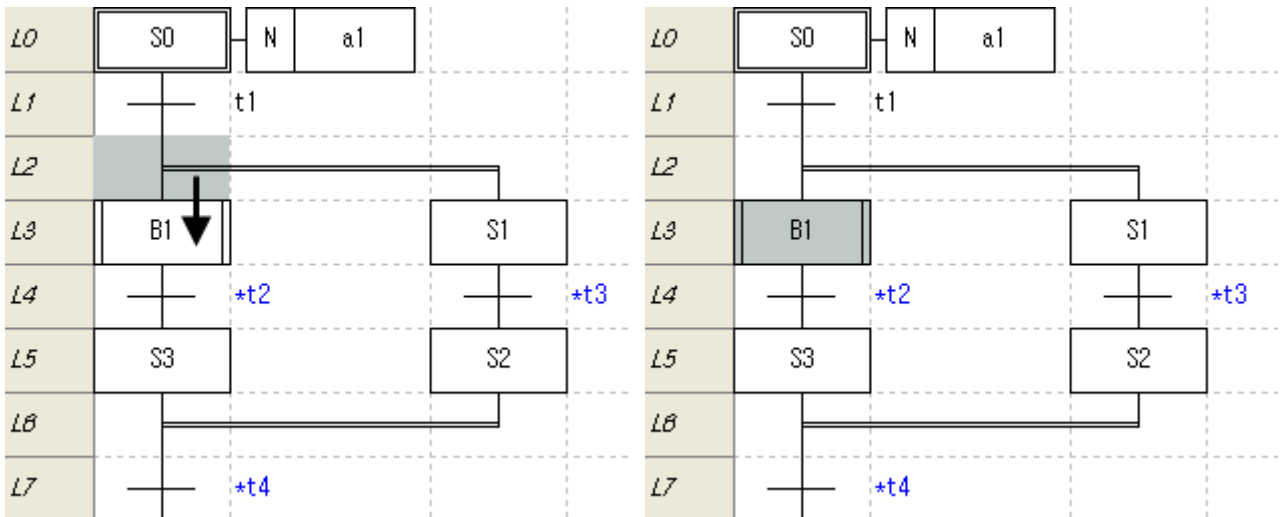 L0 S0 N a1 L0 S0 N a1
L1 t1 L1 t1
L2 L2
L3 B1 S1 L3 B1 S1
L4 *t2 *t3 L4 *t2 *t3
L5 S3 S2 L5 S3 S2
L6 L6
L7 *t4 L7 *t4